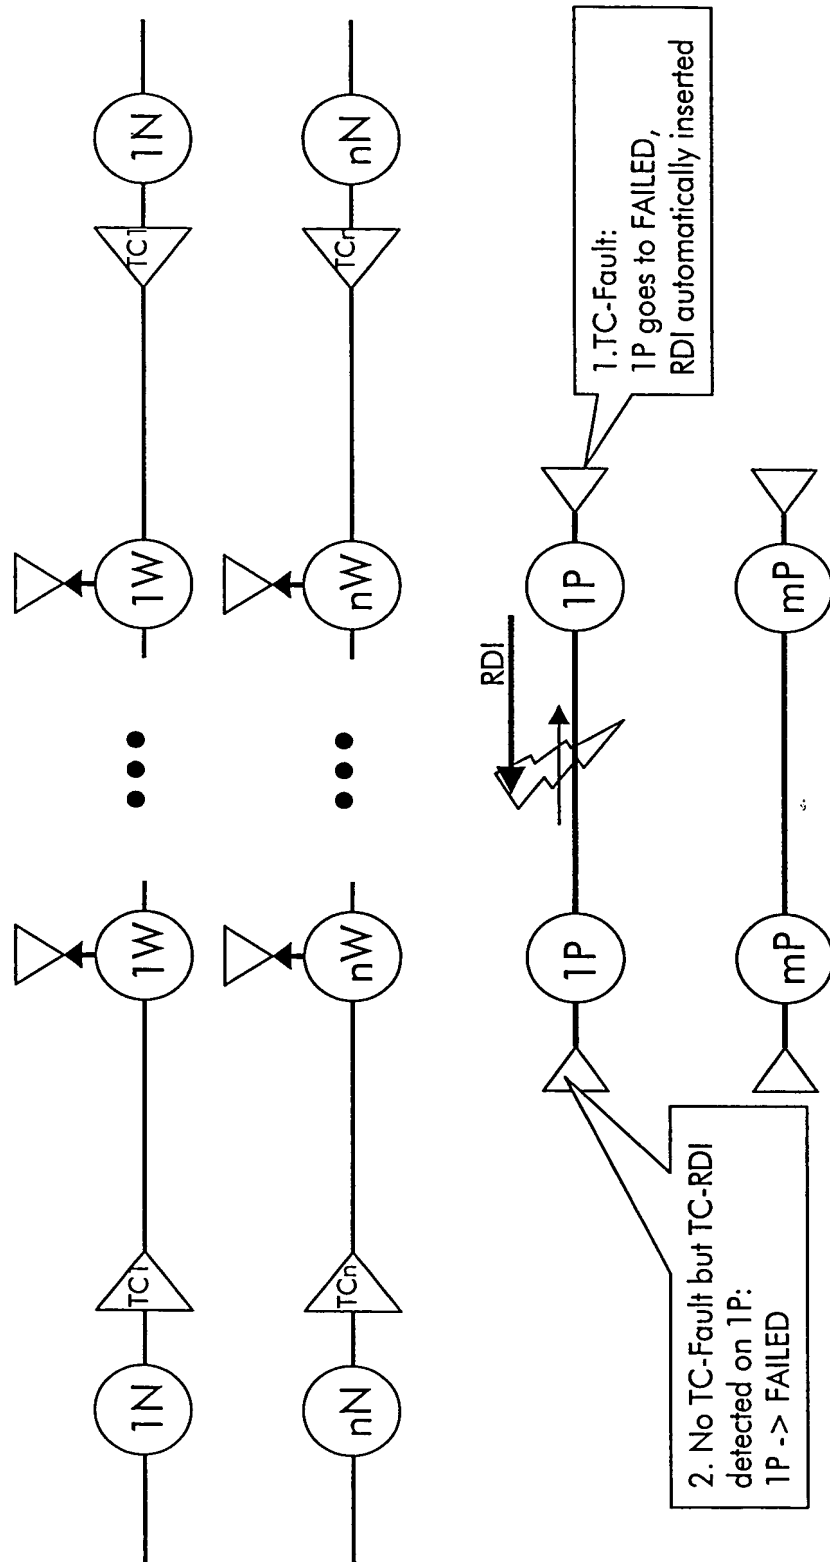 1N TC1 1W 1W TC1 1N
nN TCn nW nW TCn nN
RDI
1P 1P
1.TC-Fault:
1P goes to FAILED,
RDI automatically inserted
2. No TC-Fault but TC-RDI
detected on 1P:
1P -> FAILED
mP mP